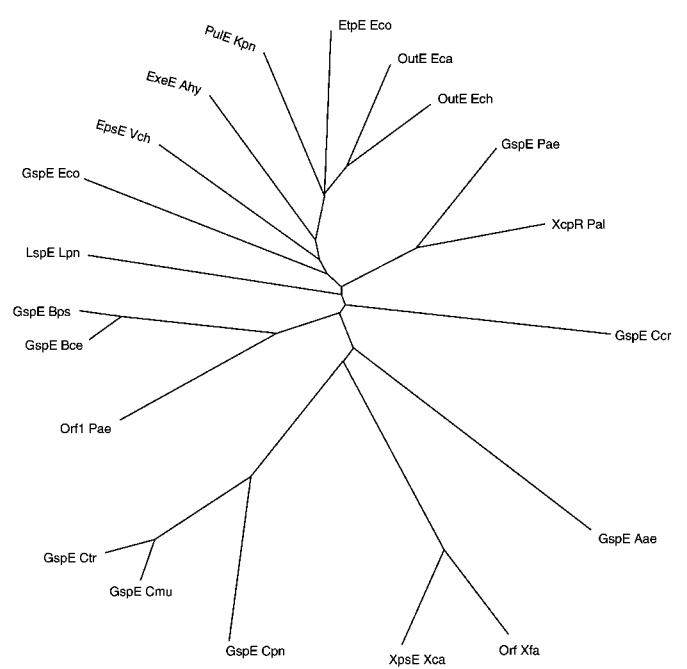 EtpE Eco
PulE Kpn
OutE Eca
ExeE Ahy
OutE Ech
EpsE Vch
GspE Pae
GspE Eco
XcpR Pal
LspE Lpn
GspE Bps
GspE Ccr
GspE Bce
Orf1 Pae
GspE Aae
GspE Ctr
GspE Cmu
GspE Cpn
Orf Xfa
XpsE Xca